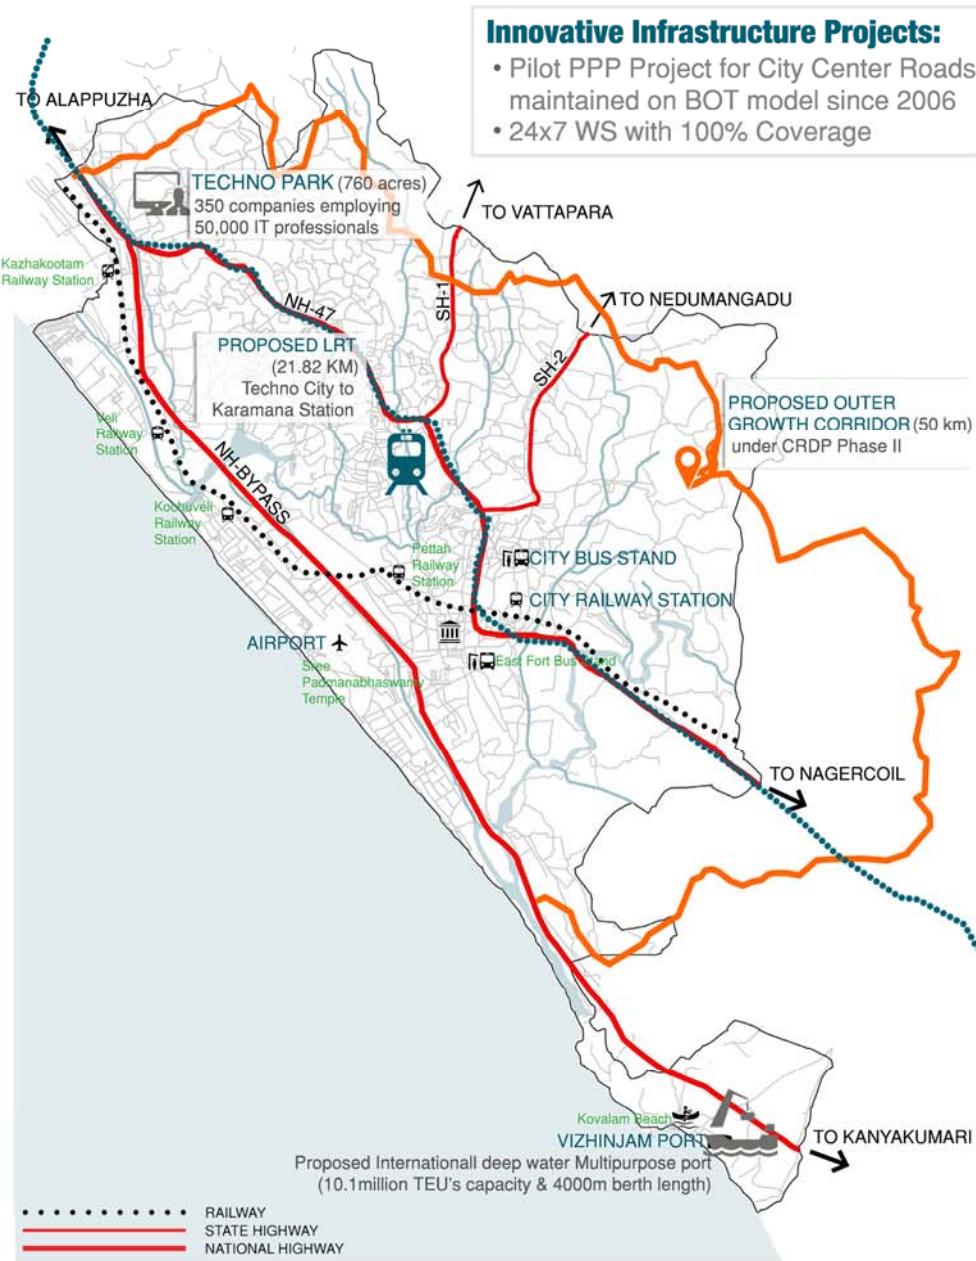 Innovative Infrastructure Projects:
• Pilot PPP Project for City Center Roads
maintained on BOT model since 2006
• 24x7 WS with 100% Coverage
TO ALAPPUZHA
TECHNO PARK (760 acres)
350 companies employing
50,000 IT professionals
TO VATTAPARA
Kazhakootam
Railway Station
NH-47
SH-1
TO NEDUMANGADU
PROPOSED LRT
(21.82 KM)
Techno City to
Karamana Station
SH-2
PROPOSED OUTER
GROWTH CORRIDOR (50 km)
under CRDP Phase II
Veli
Railway
Station
NH-BYPASS
Kochuveli
Railway
Station
Pettah
Railway
Station
CITY BUS STAND
CITY RAILWAY STATION
AIRPORT
Sree
Padmanabhaswamy
Temple
East Fort Bus Stand
TO NAGERCOIL
Kovalam Beach
VIZHINJAM PORT
TO KANYAKUMARI
Proposed Internationall deep water Multipurpose port
(10.1million TEU's capacity & 4000m berth length)
RAILWAY
STATE HIGHWAY
NATIONAL HIGHWAY